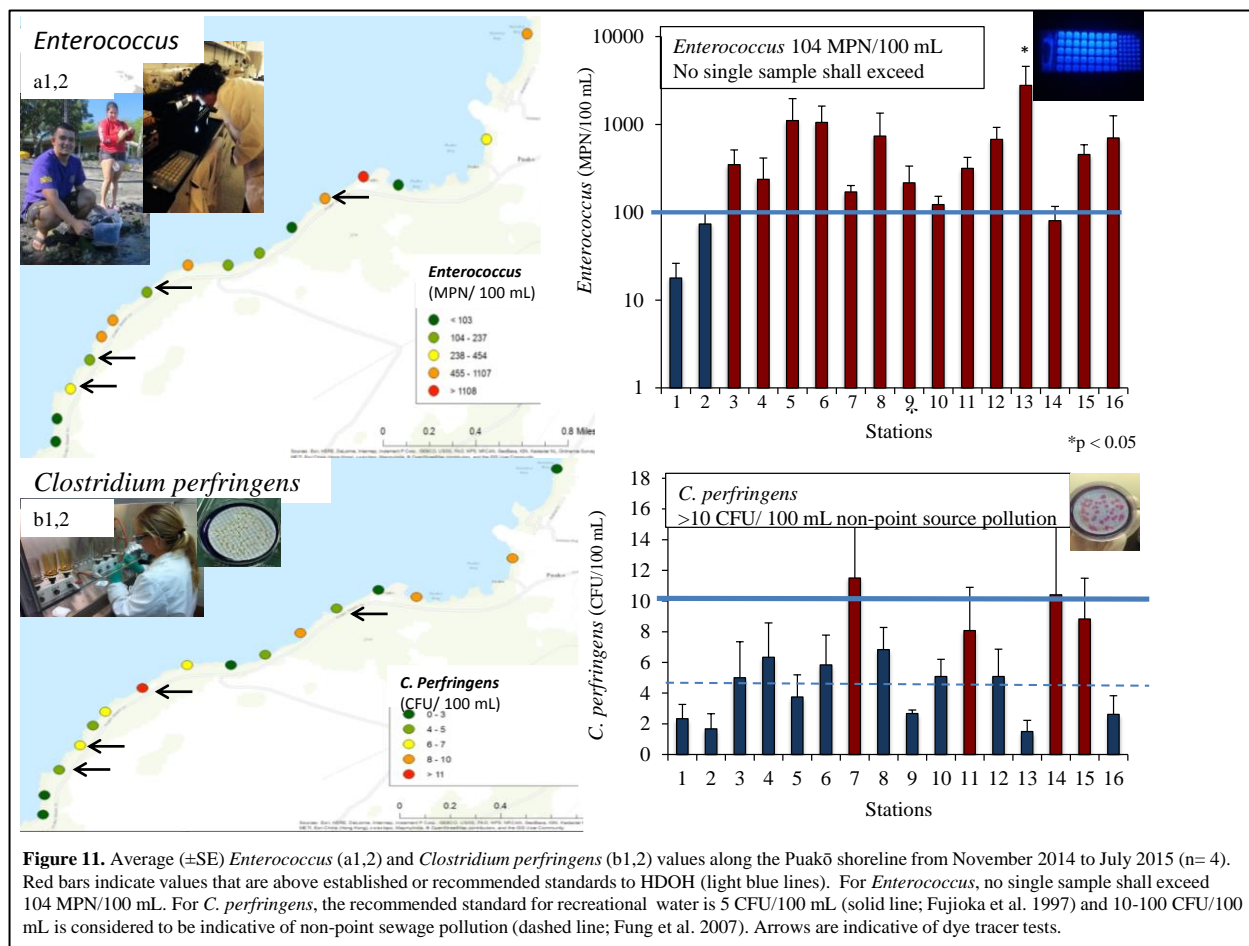 Enterococcus
a1,2
Enterococcus
(MPN/ 100 mL)
< 103
104 - 237
238 - 454
455 - 1107
> 1108
0 0.2 0.4 0.8 Miles
Enterococcus 104 MPN/100 mL
No single sample shall exceed
*
10000
1000
100
10
1
Enterococcus (MPN/100 mL)
1 2 3 4 5 6 7 8 9 10 11 12 13 14 15 16
Stations
*p < 0.05
Clostridium perfringens
b1,2
C. Perfringens
(CFU/ 100 mL)
0 - 3
4 - 5
6 - 7
8 - 10
> 11
0 0.2 0.4
C. perfringens
>10 CFU/ 100 mL non-point source pollution
18
16
14
12
10
8
6
4
2
0
C. perfringens (CFU/100 mL)
1 2 3 4 5 6 7 8 9 10 11 12 13 14 15 16
Stations
Figure 11. Average (±SE) Enterococcus (a1,2) and Clostridium perfringens (b1,2) values along the Puakō shoreline from November 2014 to July 2015 (n= 4).
Red bars indicate values that are above established or recommended standards to HDOH (light blue lines). For Enterococcus, no single sample shall exceed
104 MPN/100 mL. For C. perfringens, the recommended standard for recreational water is 5 CFU/100 mL (solid line; Fujioka et al. 1997) and 10-100 CFU/100
mL is considered to be indicative of non-point sewage pollution (dashed line; Fung et al. 2007). Arrows are indicative of dye tracer tests.